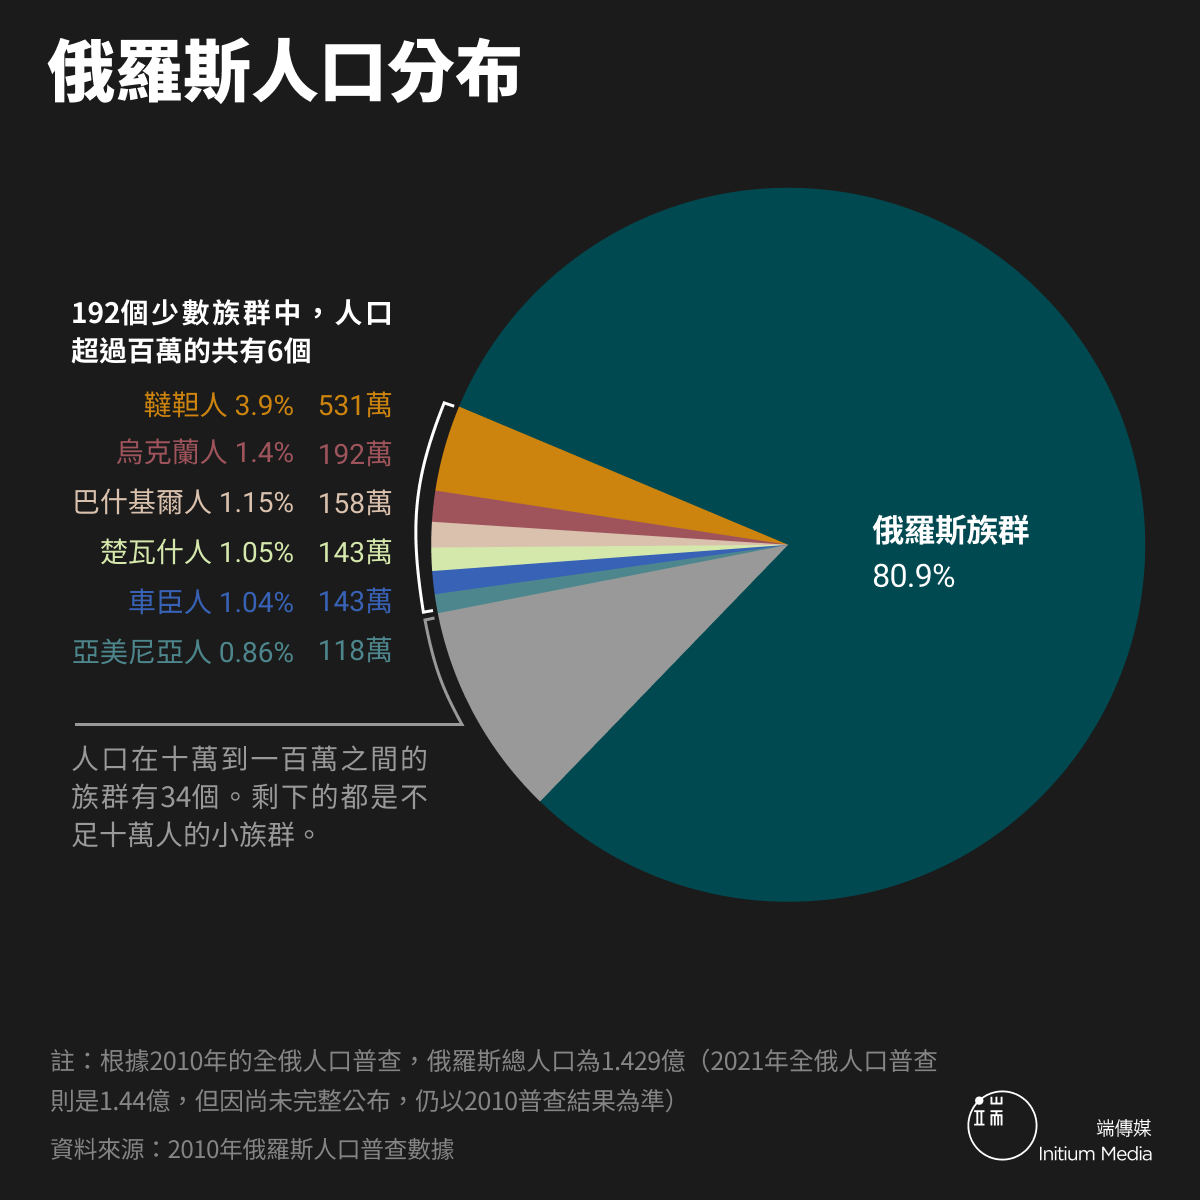 俄羅斯人口分布
192個少數族群中，人口
超過百萬的共有6個
韃靼人 3.9% 531萬
烏克蘭人 1.4% 192萬
巴什基爾人 1.15% 158萬
楚瓦什人 1.05% 143萬
車臣人 1.04% 143萬
亞美尼亞人 0.86% 118萬
俄羅斯族群
80.9%
人口在十萬到一百萬之間的
族群有34個。剩下的都是不
足十萬人的小族群。
註：根據2010年的全俄人口普查，俄羅斯總人口為1.429億（2021年全俄人口普查
則是1.44億，但因尚未完整公布，仍以2010普查結果為準）
資料來源：2010年俄羅斯人口普查數據
端
端傳媒
Initium Media